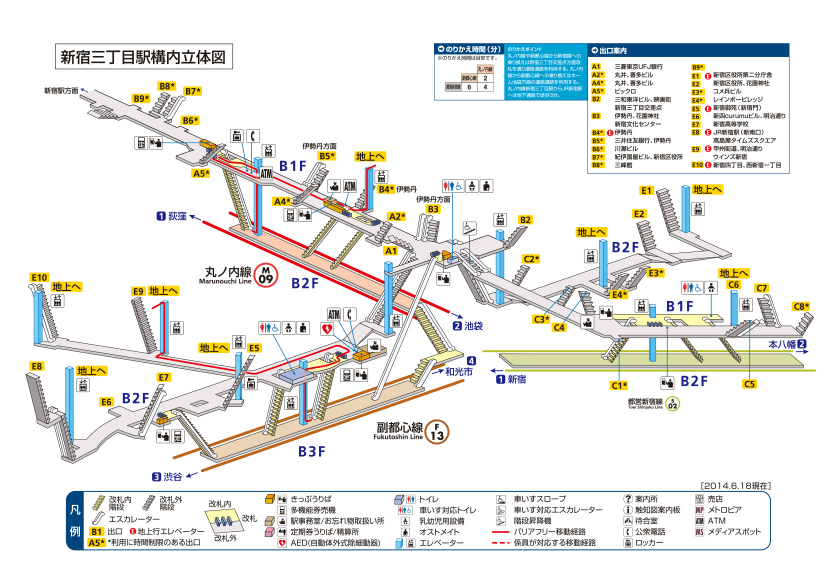 新宿三丁目駅構内立体図
新宿駅方面
B9*
B8*
B7*
B6*
A5*
B1F
ATM
伊勢丹方面
B5*
地上へ
ATM
A4*
B4* 伊勢丹
A2*
伊勢丹方面
B3
A1
B2
1 荻窪
丸ノ内線
Marunouchi Line
M
09
B2F
2 池袋
C2*
C3*
C4
E1
地上へ
E2
地上へ
B2F
E3*
E4*
B1F
地上へ
C6
C7
C8*
本八幡 2
1 新宿
C1*
B2F
C5
都営新宿線
Toei Shinjuku Line
S
02
E10
地上へ
E9 地上へ
ATM
地上へ
E5
E8
地上へ
B2F
E7
E6
4
和光市
副都心線
Fukutoshin Line
F
13
B3F
3 渋谷
のりかえ時間(分)
※のりかえ時間は目安です。
丸ノ内線
副都心線 2
都営新宿線 6 4
のりかえポイント
出口案内
A1 三菱東京UFJ銀行
A2* 丸井、喜多ビル
A4* 丸井、喜多ビル
A5* ビックロ
B2 三和東洋ビル、映画街
新宿三丁目交差点
B3 伊勢丹、花園神社
新宿文化センター
B4* E 伊勢丹
B5* 三井住友銀行、伊勢丹
B6* 川瀬ビル
B7* 紀伊國屋ビル、新宿区役所
B8* 三峰館
B9*
E1 E 新宿区役所第二分庁舎
E2 新宿区役所、花園神社
E3* コメ兵ビル
E4* レインボービレッジ
E5 E 新宿御苑(新宿門)
E6 新宿curumuビル、明治通り
E7 新宿高等学校
E8 E JR新宿駅(新南口)
髙島屋タイムズスクエア
E9 E 甲州街道、明治通り
ウインズ新宿
E10 E 新宿四丁目、西新宿一丁目
[2014.6.18現在]
凡例
改札内階段
改札外階段
エスカレーター
B1 出口 E 地上行エレベーター
A5* *利用に時間制限のある出口
改札内
改札
改札外
きっぷうりば
多機能券売機
駅事務室/お忘れ物取扱い所
定期券うりば/精算所
AED(自動体外式除細動器)
トイレ
車いす対応トイレ
乳幼児用設備
オストメイト
エレベーター
車いすスロープ
車いす対応エスカレーター
階段昇降機
バリアフリー移動経路
係員が対応する移動経路
? 案内所
触知図案内板
待合室
公衆電話
ロッカー
売店
MP メトロピア
ATM ATM
MS メディアスポット